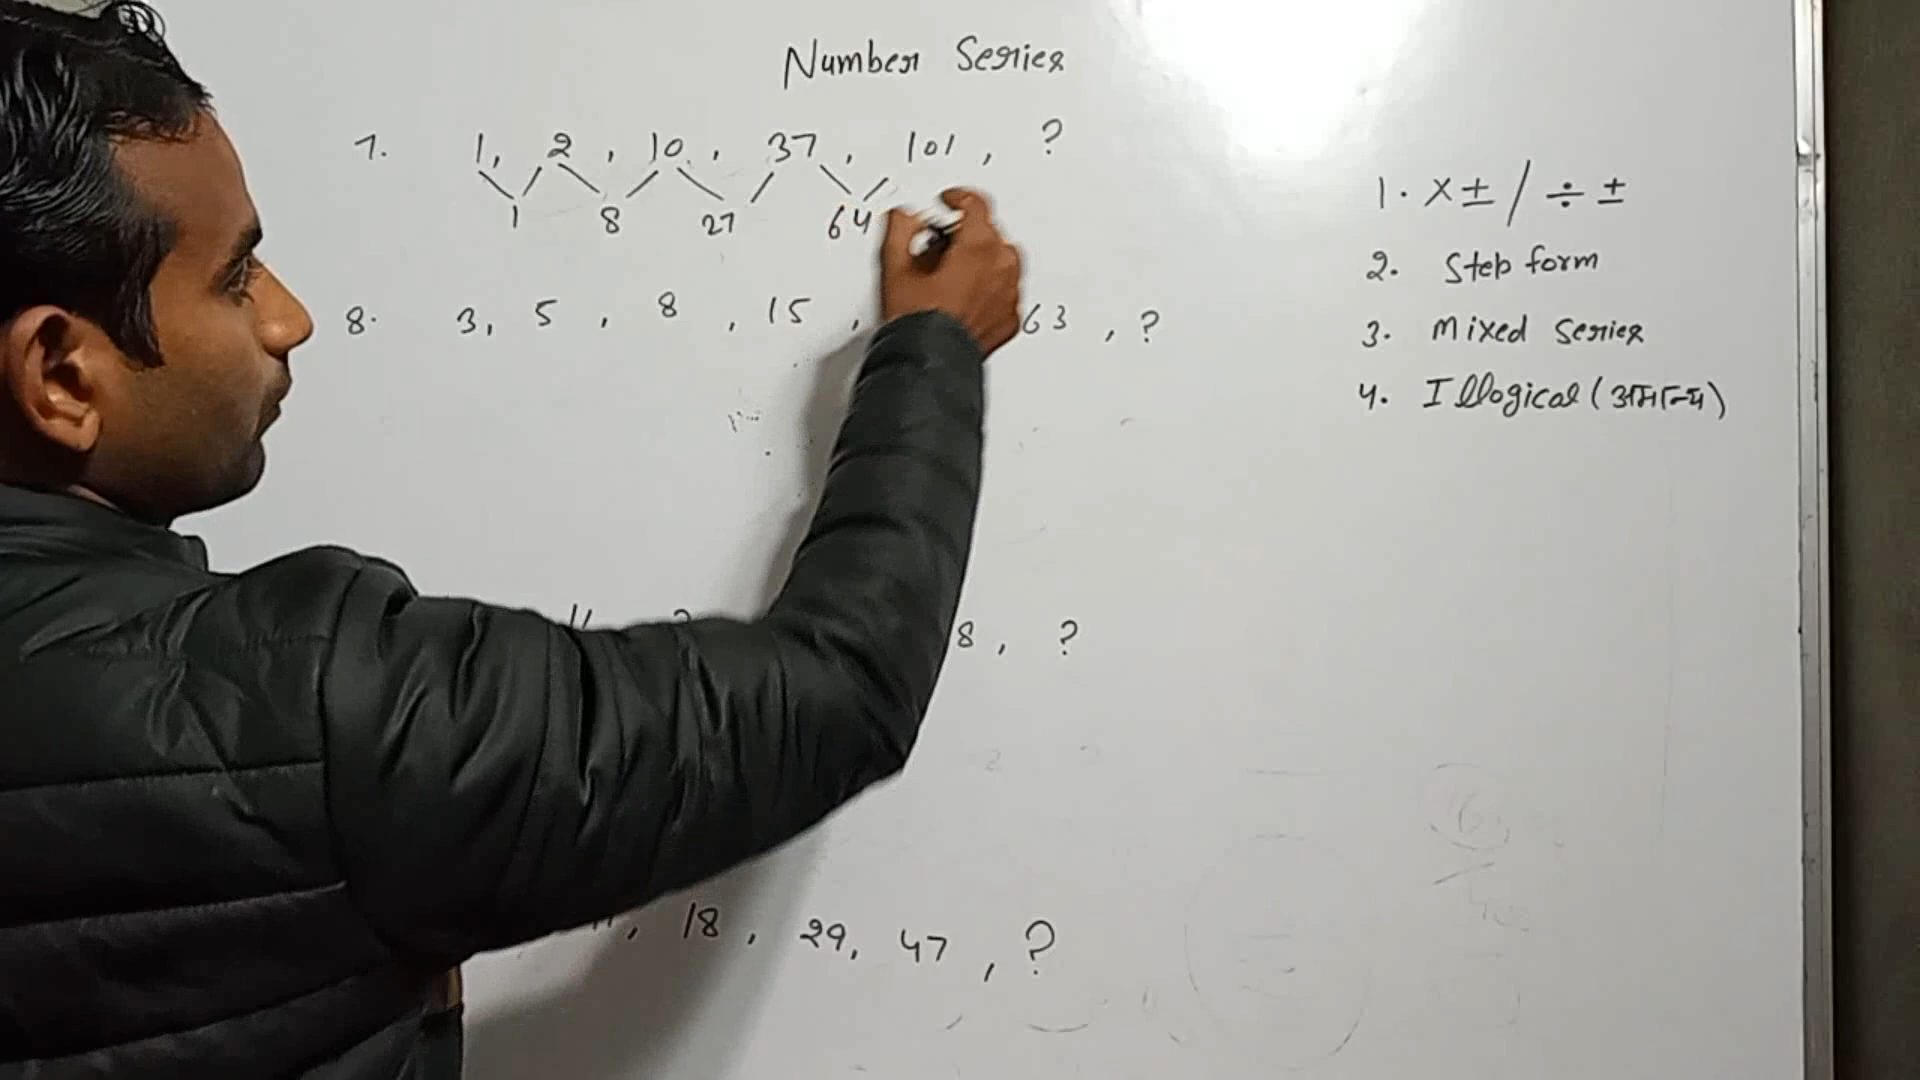 Number Series
7. 1, 2, 10, 37, 101, ?
1 8 27 64
8. 3, 5, 8, 15, 63, ?
8, ?
11, 18, 29, 47, ?
1. ×± / ÷±
2. Step form
3. Mixed Series
4. Illogical (